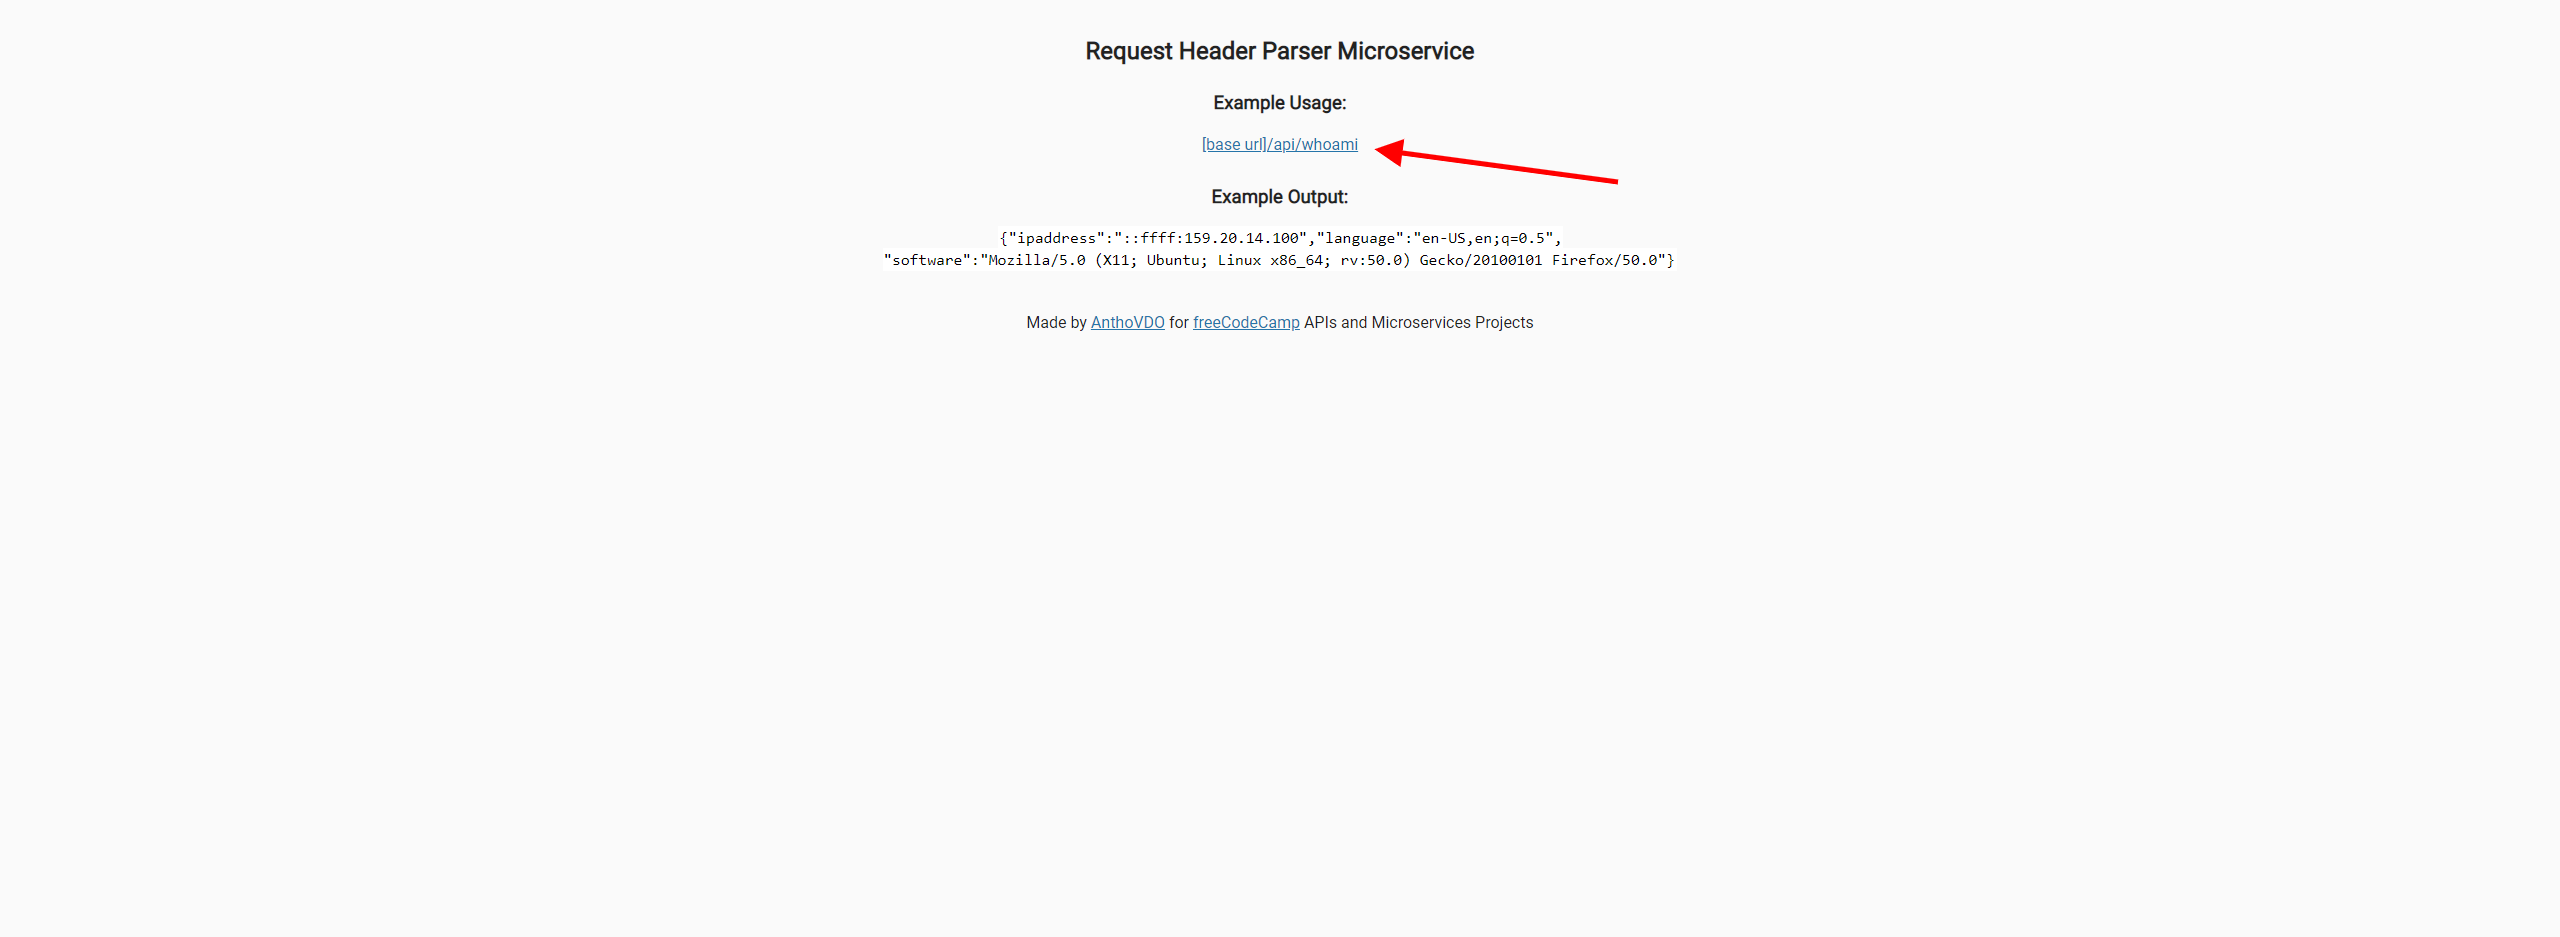 Request Header Parser Microservice
Example Usage:
[base url]/api/whoami
Example Output:
{"ipaddress":"::ffff:159.20.14.100","language":"en-US,en;q=0.5",
"software":"Mozilla/5.0 (X11; Ubuntu; Linux x86_64; rv:50.0) Gecko/20100101 Firefox/50.0"}
Made by AnthoVDO for freeCodeCamp APIs and Microservices Projects